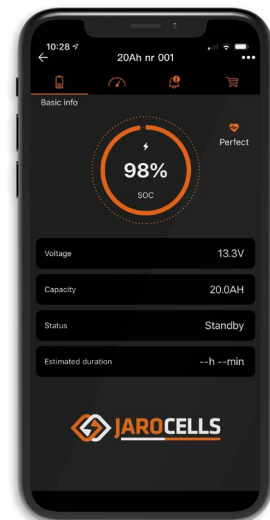 10:28
20Ah nr 001
Basic info
Perfect
98%
SOC
Voltage 13.3V
Capacity 20.0AH
Status Standby
Estimated duration --h --min
JAROCELLS